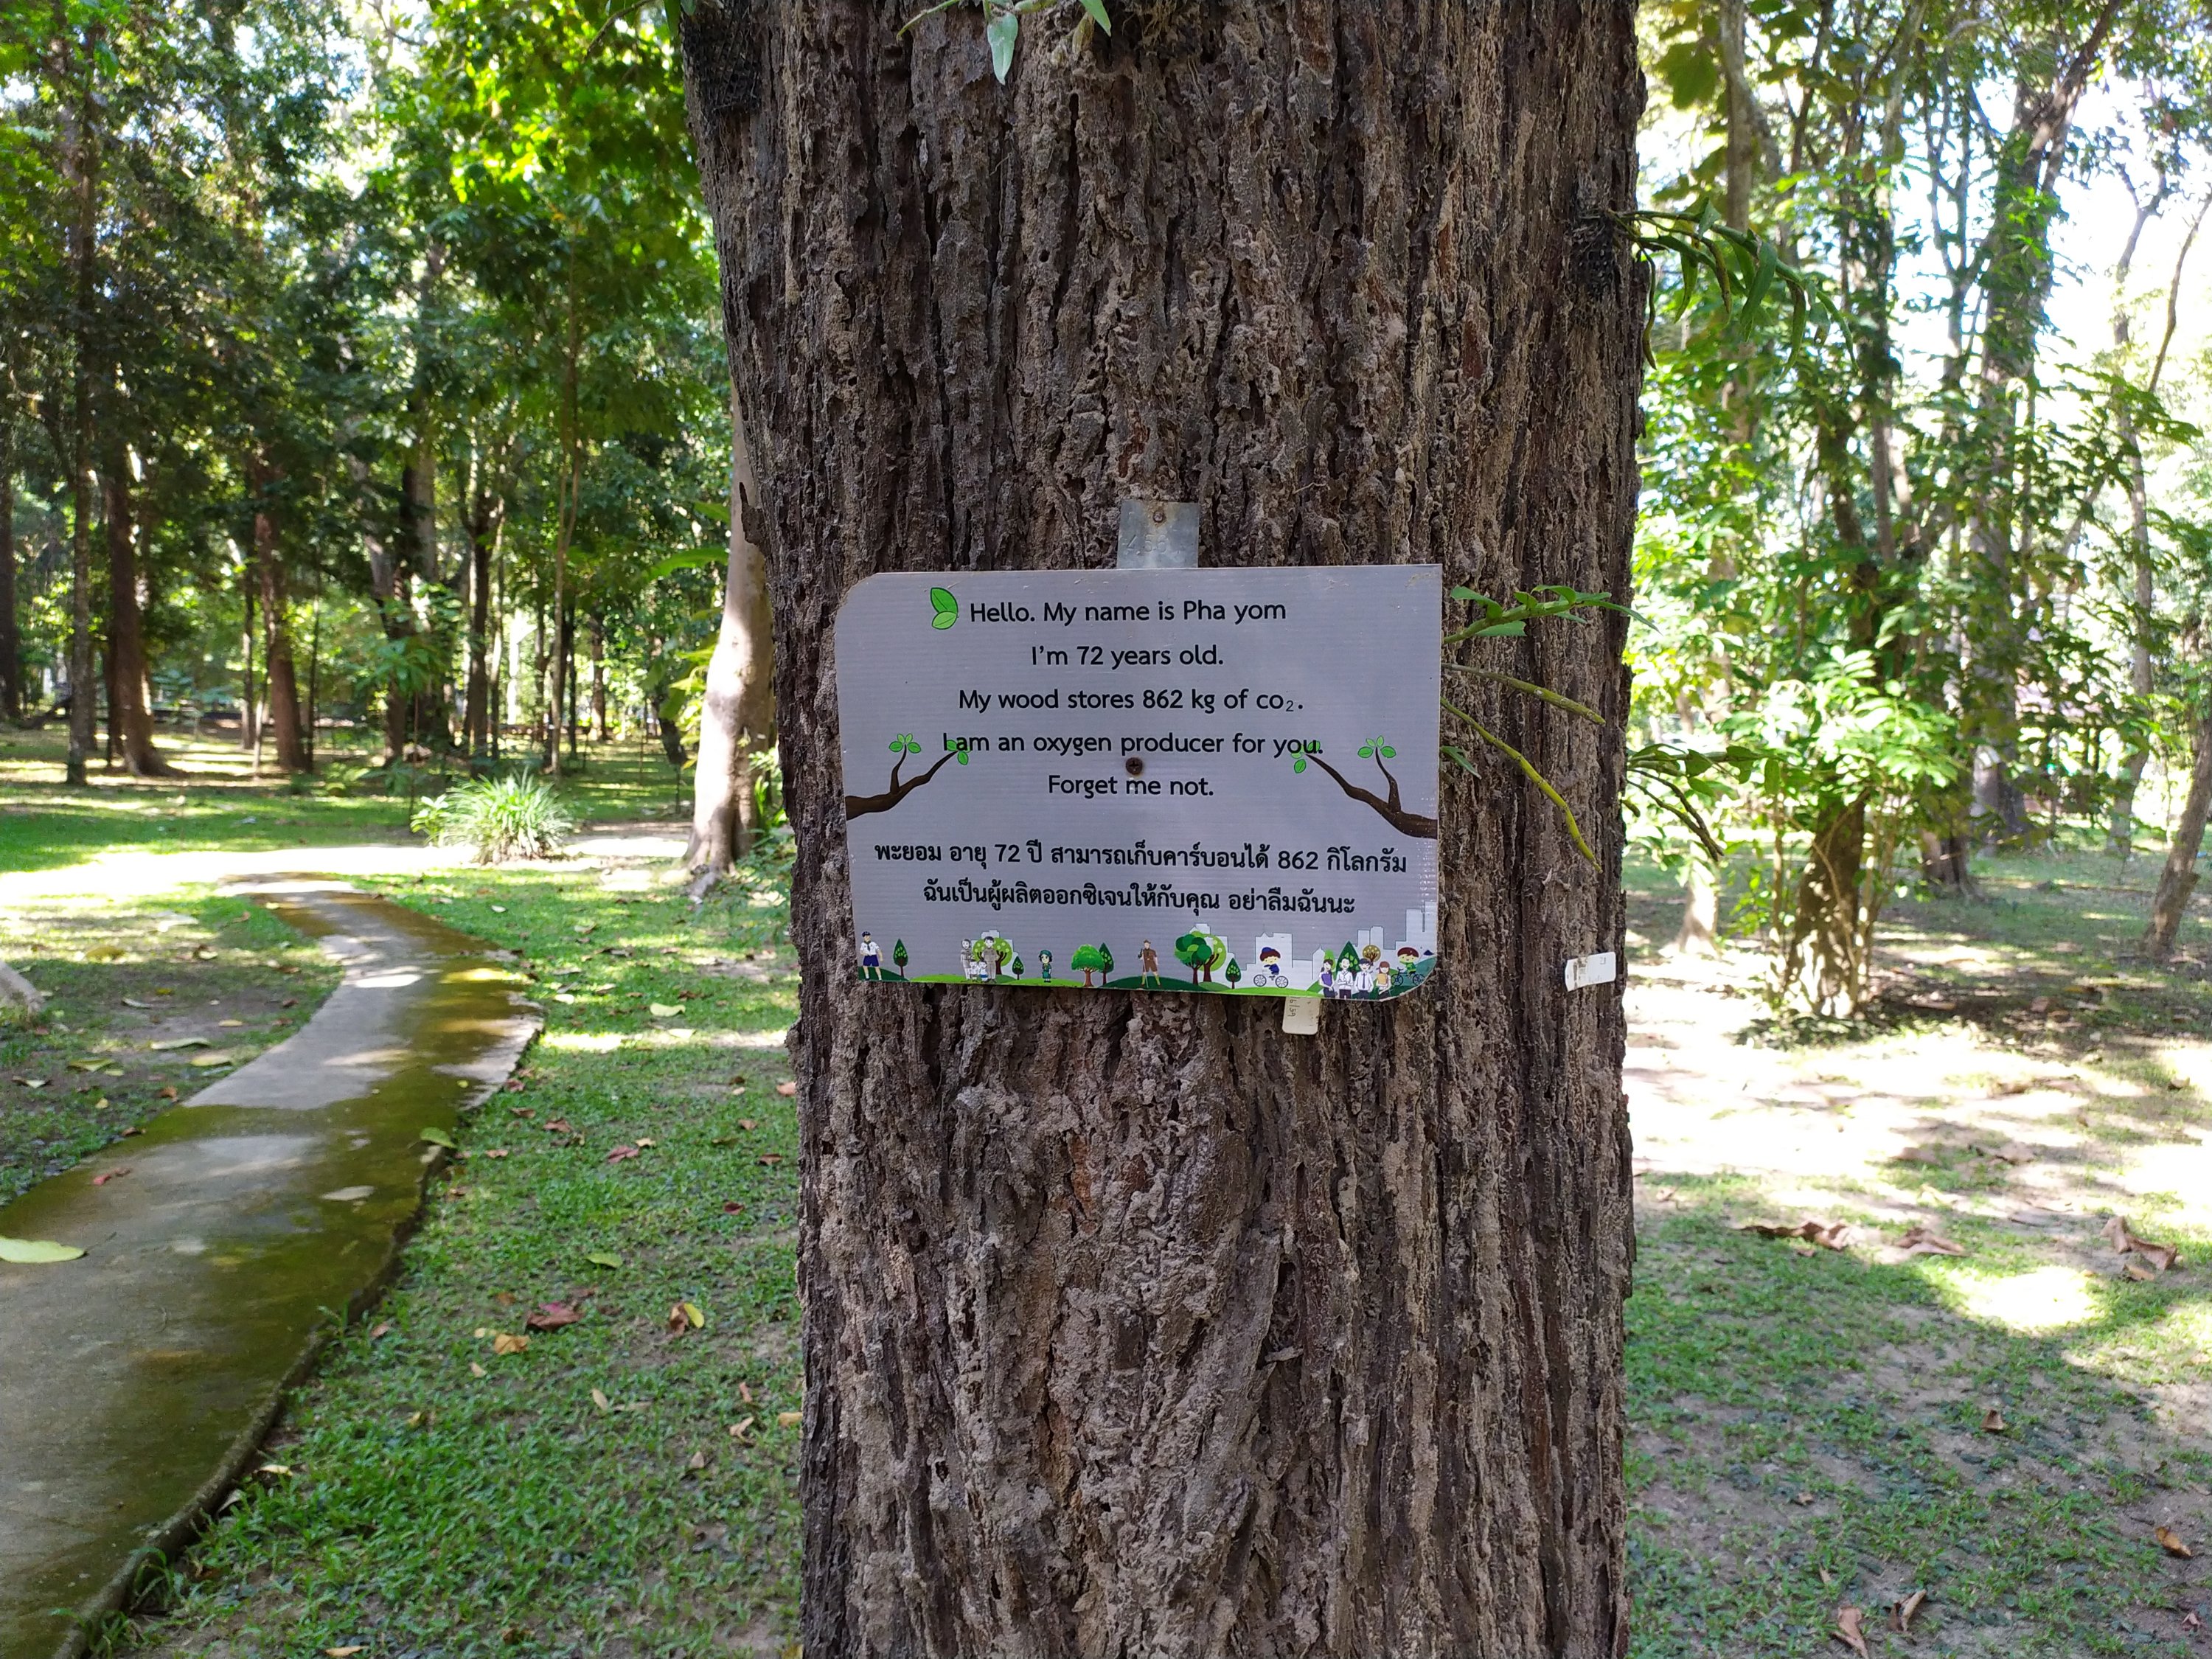 Hello. My name is Pha yom
I'm 72 years old.
My wood stores 862 kg of co₂.
I am an oxygen producer for you.
Forget me not.
พะยอม อายุ 72 ปี สามารถเก็บคาร์บอนได้ 862 กิโลกรัม
ฉันเป็นผู้ผลิตออกซิเจนให้กับคุณ อย่าลืมฉันนะ